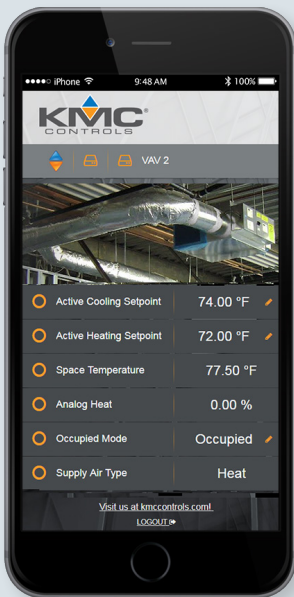 iPhone 9:48 AM 100%
KMC
CONTROLS
VAV 2
Active Cooling Setpoint 74.00 °F
Active Heating Setpoint 72.00 °F
Space Temperature 77.50 °F
Analog Heat 0.00 %
Occupied Mode Occupied
Supply Air Type Heat
Visit us at kmccontrols.com!
LOGOUT